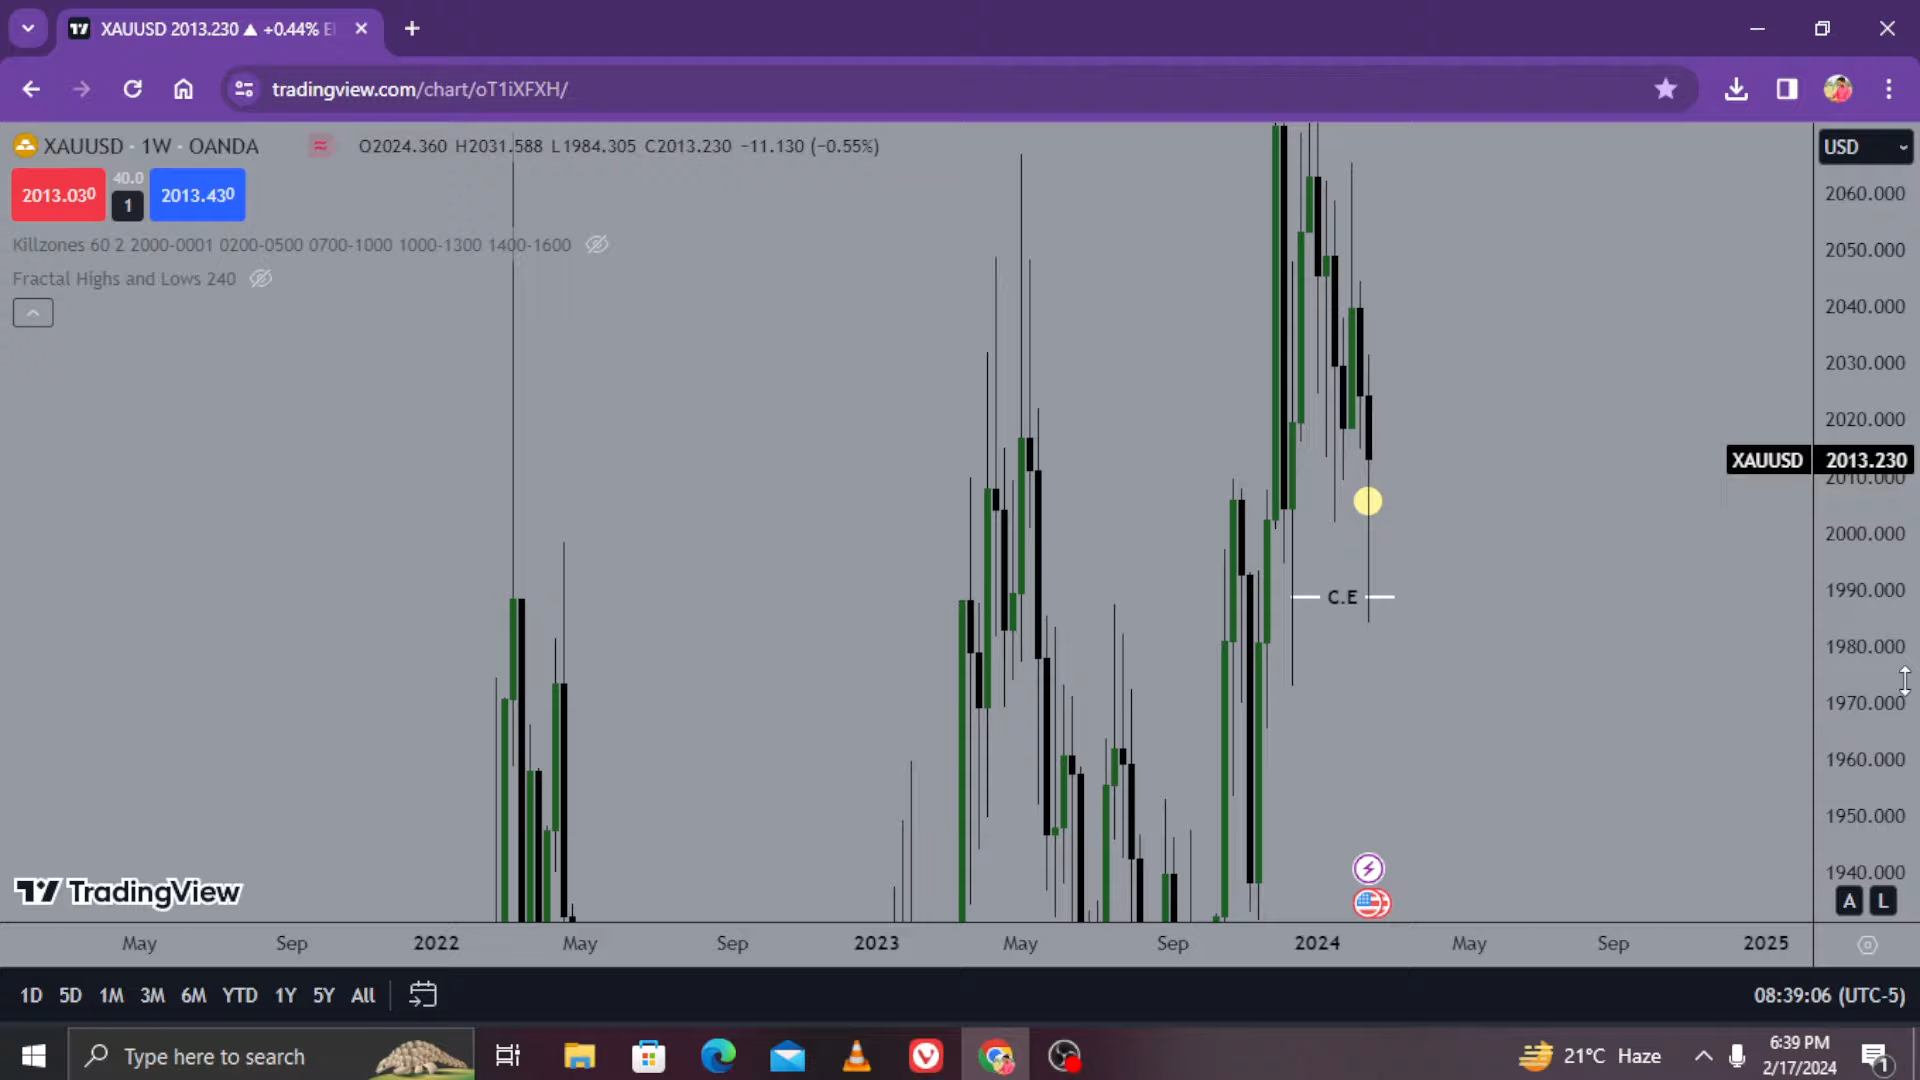 XAUUSD 2013.230 ▲ +0.44%
tradingview.com/chart/oT1iXFXH/
XAUUSD · 1W · OANDA O2024.360 H2031.588 L1984.305 C2013.230 −11.130 (−0.55%)
USD
2013.030 40.0 1 2013.430
Killzones 60 2 2000-0001 0200-0500 0700-1000 1000-1300 1400-1600
Fractal Highs and Lows 240
2060.000
2050.000
2040.000
2030.000
2020.000
XAUUSD 2013.230
2010.000
2000.000
C.E
1990.000
1980.000
1970.000
1960.000
1950.000
1940.000
TradingView
A L
May Sep 2022 May Sep 2023 May Sep 2024 May Sep 2025
1D 5D 1M 3M 6M YTD 1Y 5Y All 08:39:06 (UTC-5)
Type here to search 21°C Haze 6:39 PM
2/17/2024 1